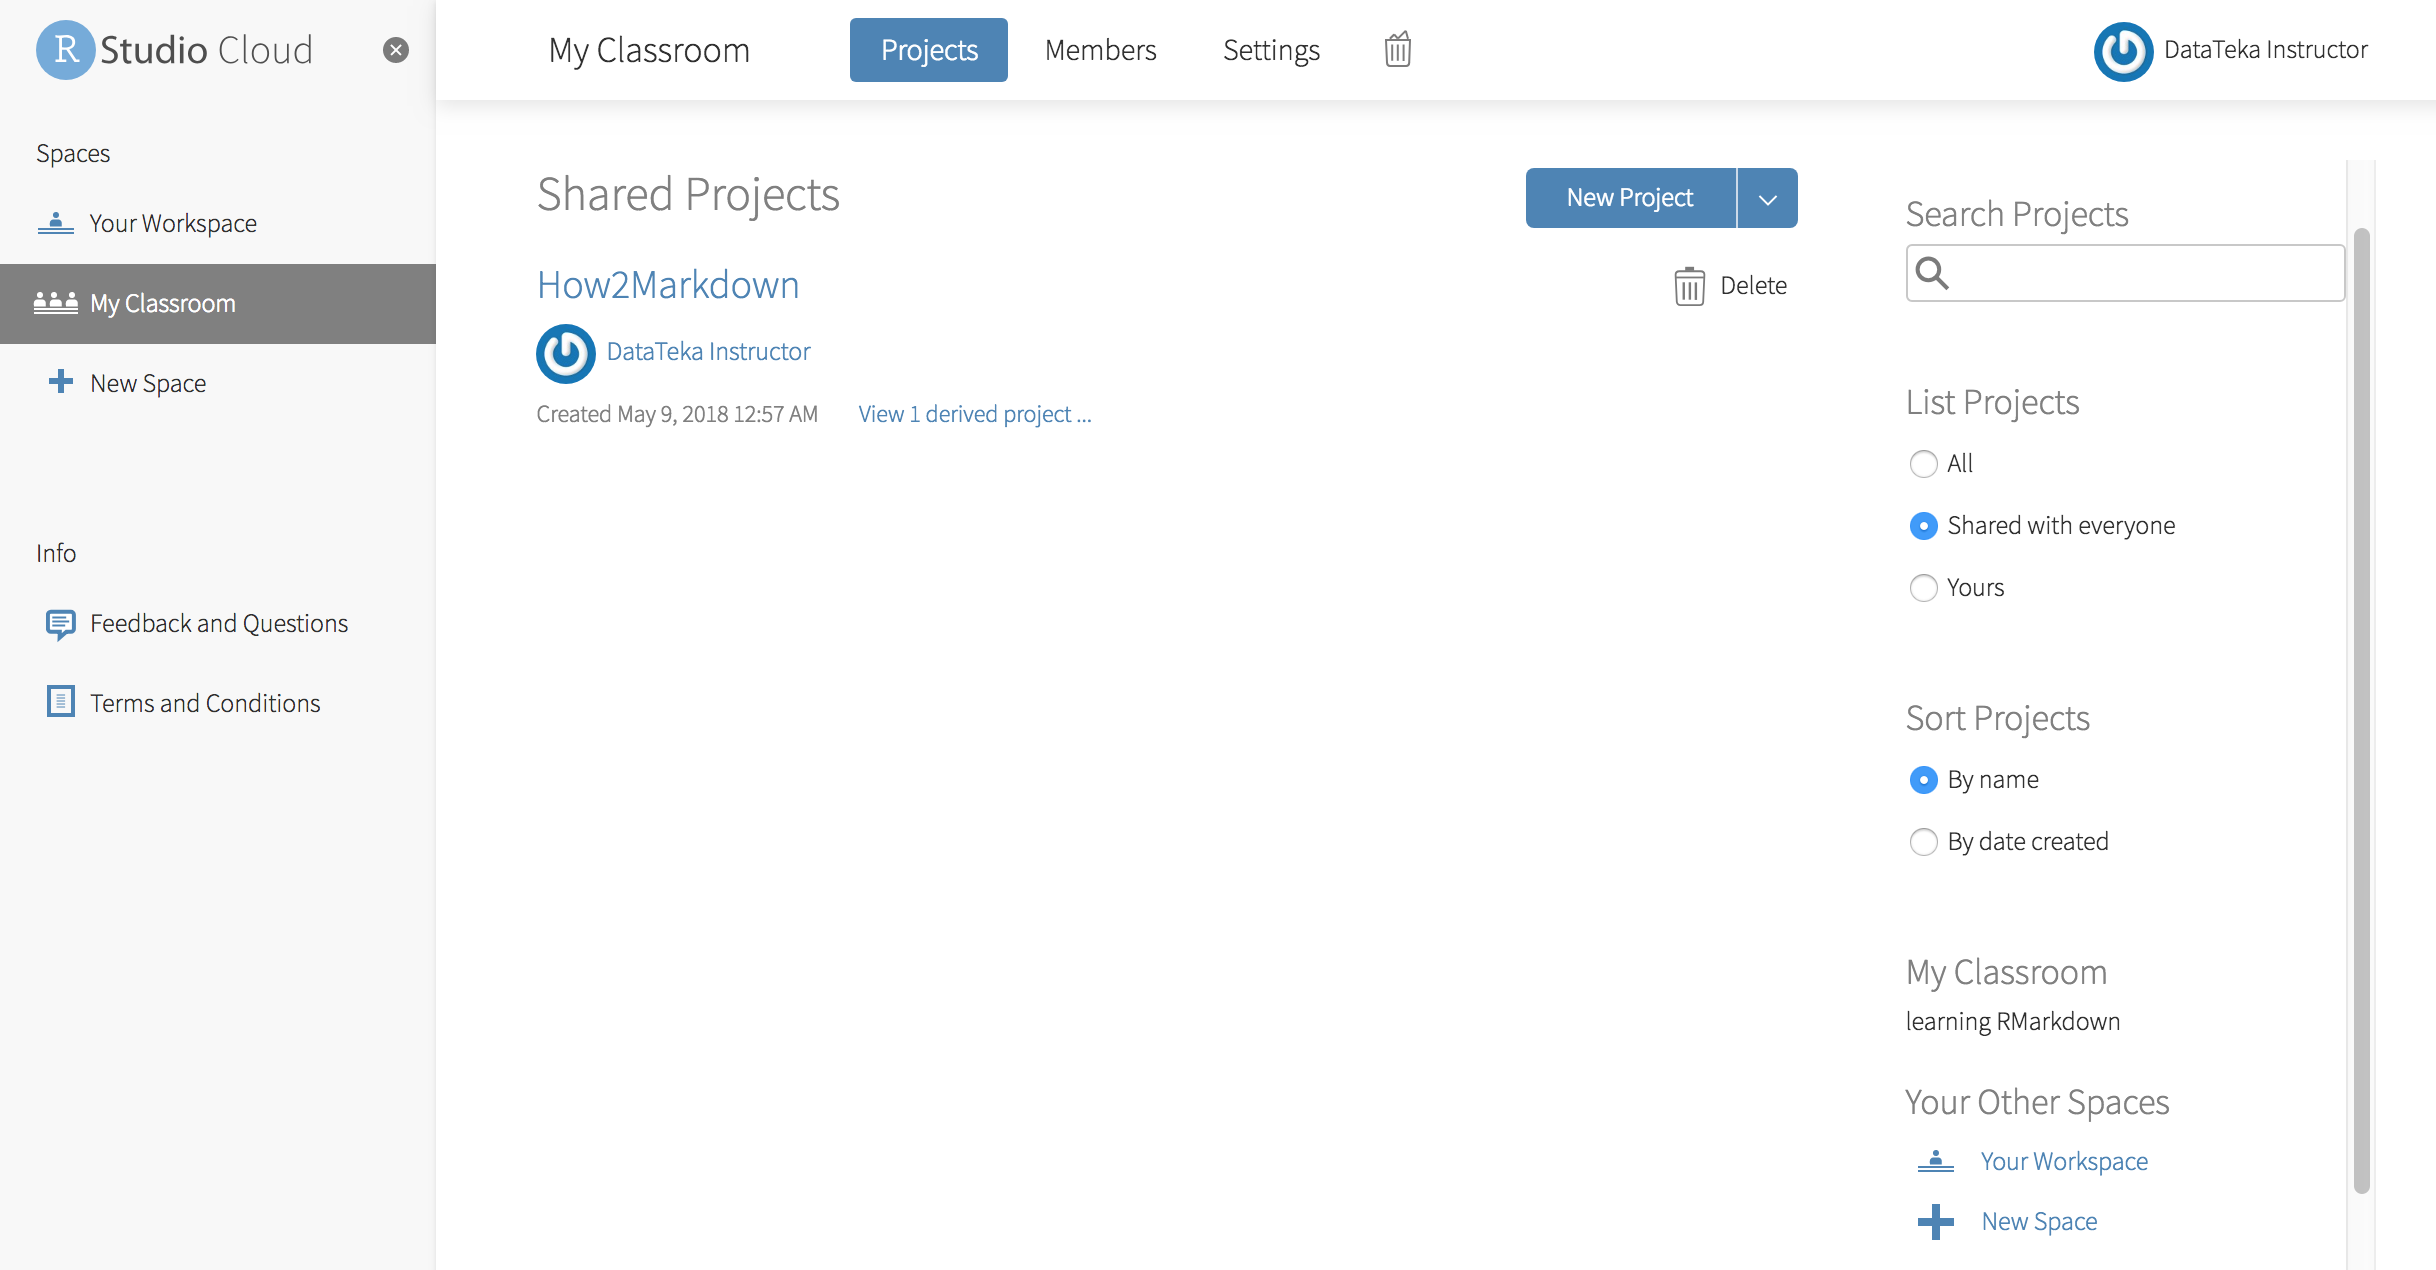 R Studio Cloud
Spaces
Your Workspace
My Classroom
New Space
Info
Feedback and Questions
Terms and Conditions
My Classroom
Projects
Members
Settings
DataTeka Instructor
Shared Projects
New Project
How2Markdown
Delete
DataTeka Instructor
Created May 9, 2018 12:57 AM
View 1 derived project ...
Search Projects
List Projects
All
Shared with everyone
Yours
Sort Projects
By name
By date created
My Classroom
learning RMarkdown
Your Other Spaces
Your Workspace
New Space